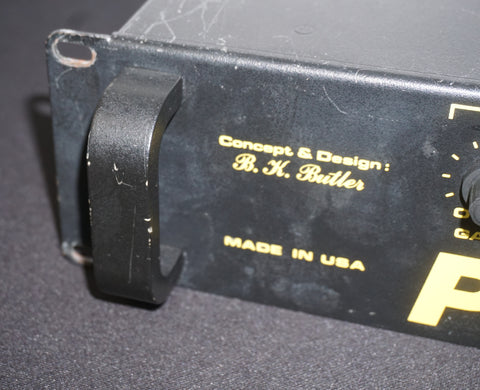 Concept & Design:
B. K. Butler
MADE IN USA
P